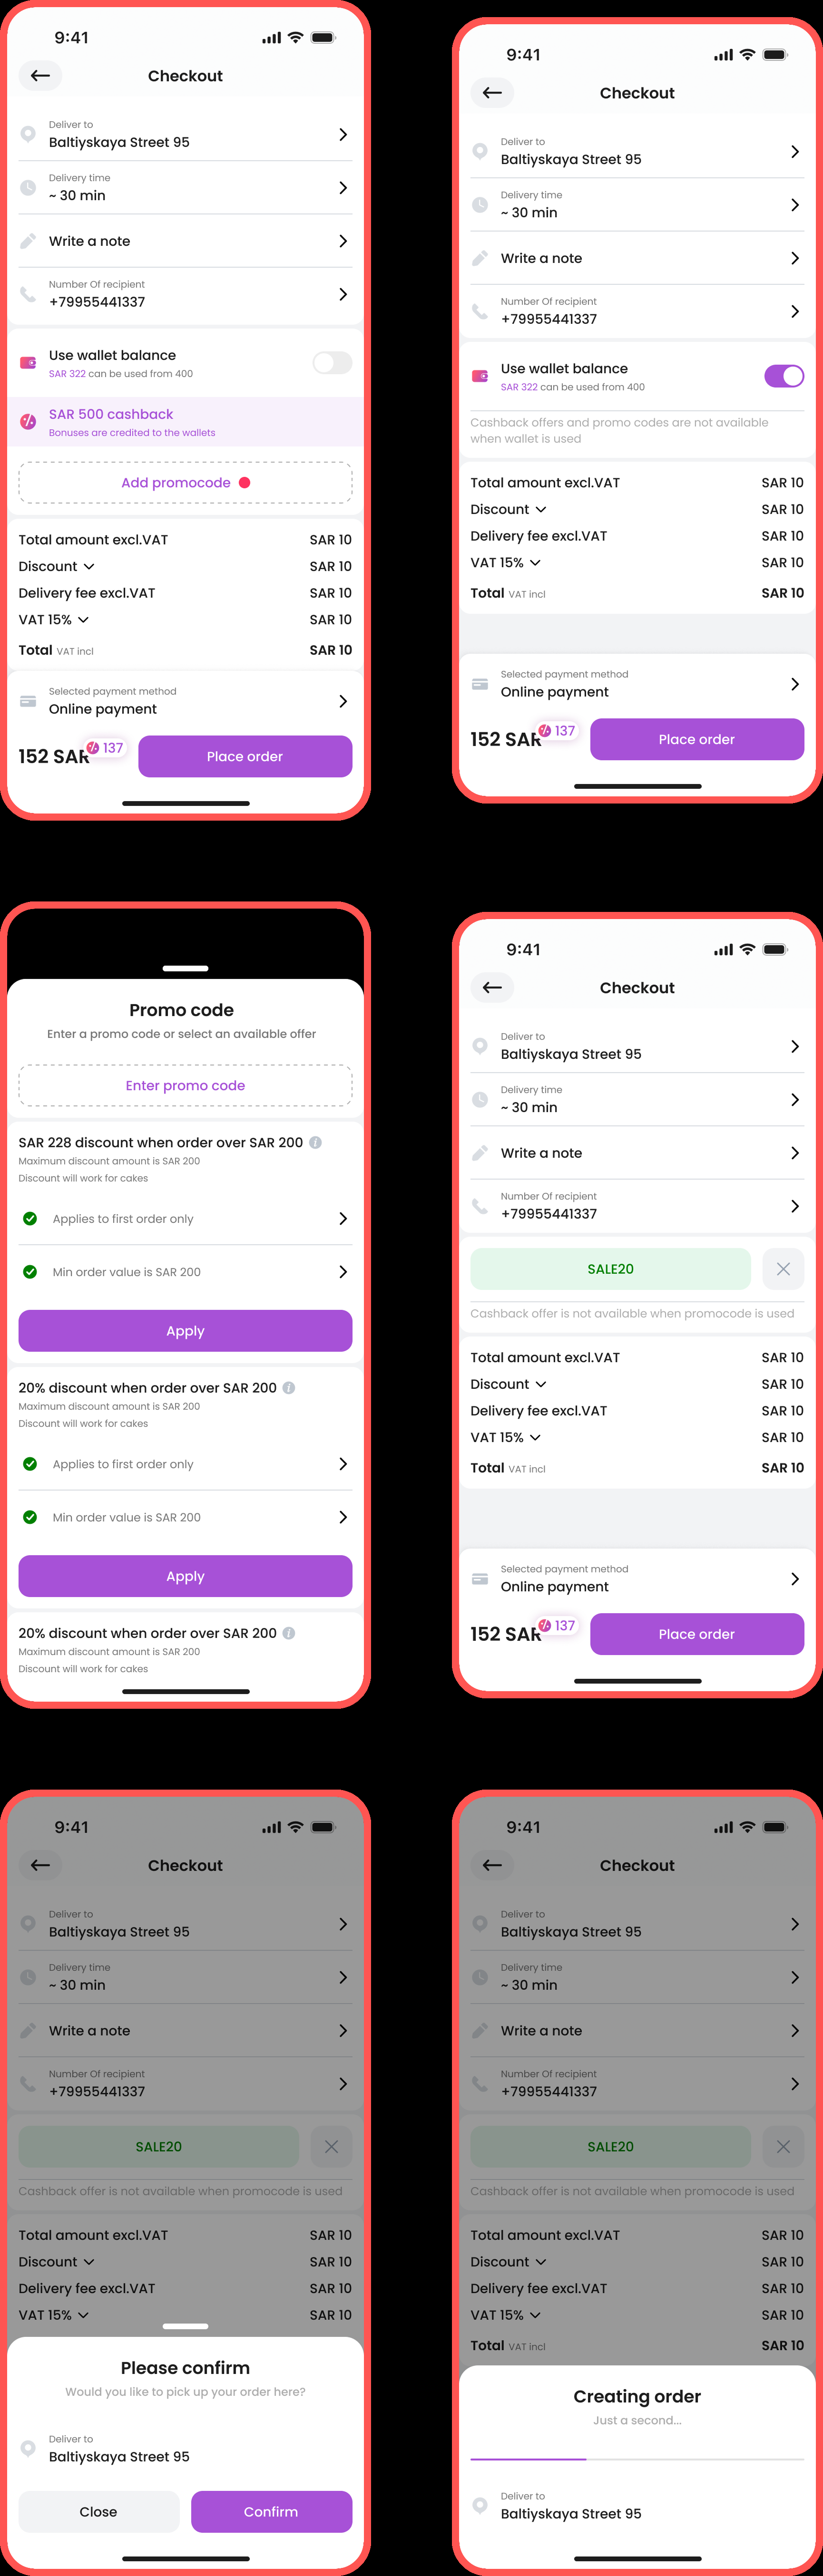 9:41
Checkout
Deliver to
Baltiyskaya Street 95
Delivery time
~ 30 min
Write a note
Number Of recipient
+79955441337
Use wallet balance
SAR 322 can be used from 400
SAR 500 cashback
Bonuses are credited to the wallets
Add promocode
Total amount excl.VAT SAR 10
Discount SAR 10
Delivery fee excl.VAT SAR 10
VAT 15% SAR 10
Total VAT incl SAR 10
Selected payment method
Online payment
152 SAR 137 Place order
9:41
Checkout
Deliver to
Baltiyskaya Street 95
Delivery time
~ 30 min
Write a note
Number Of recipient
+79955441337
Use wallet balance
SAR 322 can be used from 400
Cashback offers and promo codes are not available
when wallet is used
Total amount excl.VAT SAR 10
Discount SAR 10
Delivery fee excl.VAT SAR 10
VAT 15% SAR 10
Total VAT incl SAR 10
Selected payment method
Online payment
152 SAR 137 Place order
Promo code
Enter a promo code or select an available offer
Enter promo code
SAR 228 discount when order over SAR 200
Maximum discount amount is SAR 200
Discount will work for cakes
Applies to first order only
Min order value is SAR 200
Apply
20% discount when order over SAR 200
Maximum discount amount is SAR 200
Discount will work for cakes
Applies to first order only
Min order value is SAR 200
Apply
20% discount when order over SAR 200
Maximum discount amount is SAR 200
Discount will work for cakes
9:41
Checkout
Deliver to
Baltiyskaya Street 95
Delivery time
~ 30 min
Write a note
Number Of recipient
+79955441337
SALE20
Cashback offer is not available when promocode is used
Total amount excl.VAT SAR 10
Discount SAR 10
Delivery fee excl.VAT SAR 10
VAT 15% SAR 10
Total VAT incl SAR 10
Selected payment method
Online payment
152 SAR 137 Place order
9:41
Checkout
Deliver to
Baltiyskaya Street 95
Delivery time
~ 30 min
Write a note
Number Of recipient
+79955441337
SALE20
Cashback offer is not available when promocode is used
Total amount excl.VAT SAR 10
Discount SAR 10
Delivery fee excl.VAT SAR 10
VAT 15% SAR 10
Please confirm
Would you like to pick up your order here?
Deliver to
Baltiyskaya Street 95
Close Confirm
9:41
Checkout
Deliver to
Baltiyskaya Street 95
Delivery time
~ 30 min
Write a note
Number Of recipient
+79955441337
SALE20
Cashback offer is not available when promocode is used
Total amount excl.VAT SAR 10
Discount SAR 10
Delivery fee excl.VAT SAR 10
VAT 15% SAR 10
Total VAT incl SAR 10
Creating order
Just a second...
Deliver to
Baltiyskaya Street 95